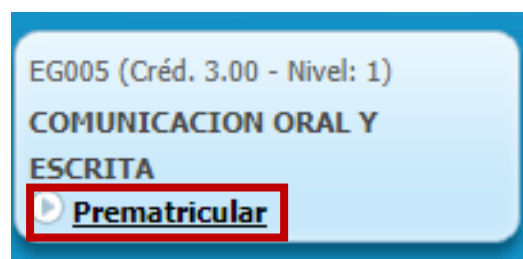 EG005 (Créd. 3.00 - Nivel: 1)
COMUNICACION ORAL Y
ESCRITA
Prematricular